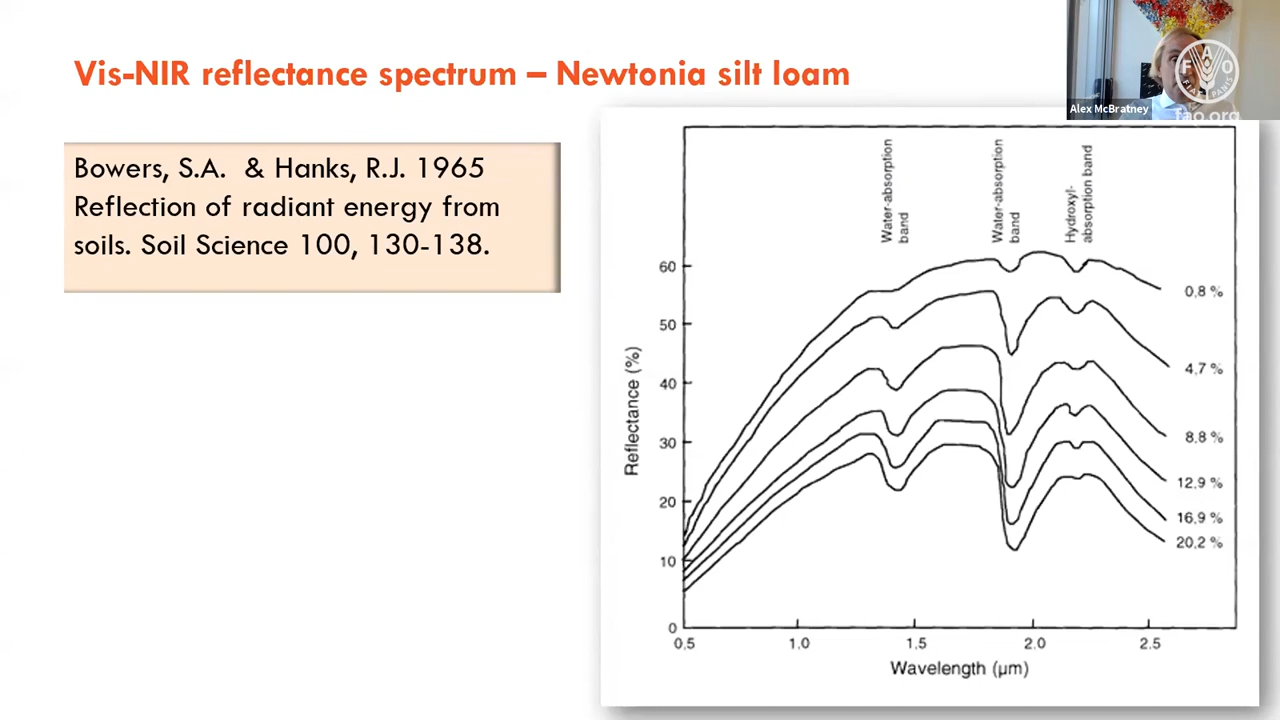 Vis-NIR reflectance spectrum – Newtonia silt loam
Alex McBratney
FAO
FIAT PANIS
fao.org
Bowers, S.A. & Hanks, R.J. 1965
Reflection of radiant energy from
soils. Soil Science 100, 130-138.
Water-absorption
band
Water-absorption
band
Hydroxyl-
absorption band
Reflectance (%)
60
50
40
30
20
10
0
0,8 %
4,7 %
8,8 %
12,9 %
16,9 %
20,2 %
0,5
1,0
1,5
2,0
2,5
Wavelength (µm)